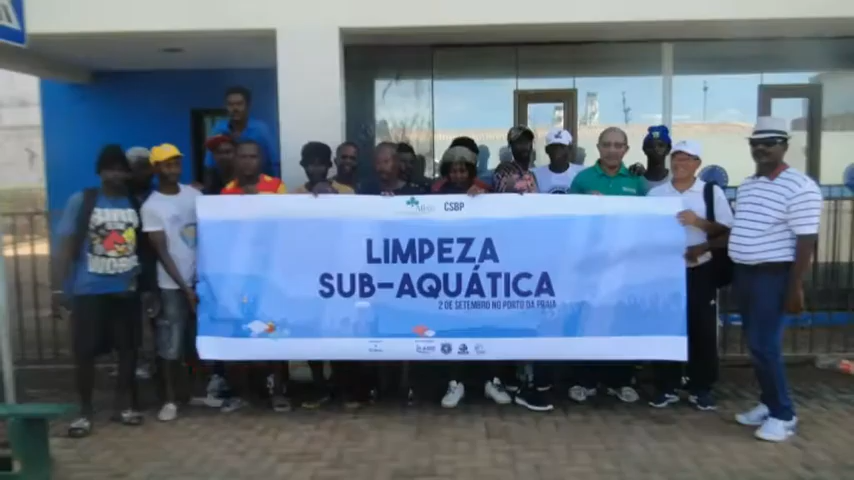 CSBP
LIMPEZA
SUB-AQUÁTICA
2 DE SETEMBRO NO PORTO DA PRAIA